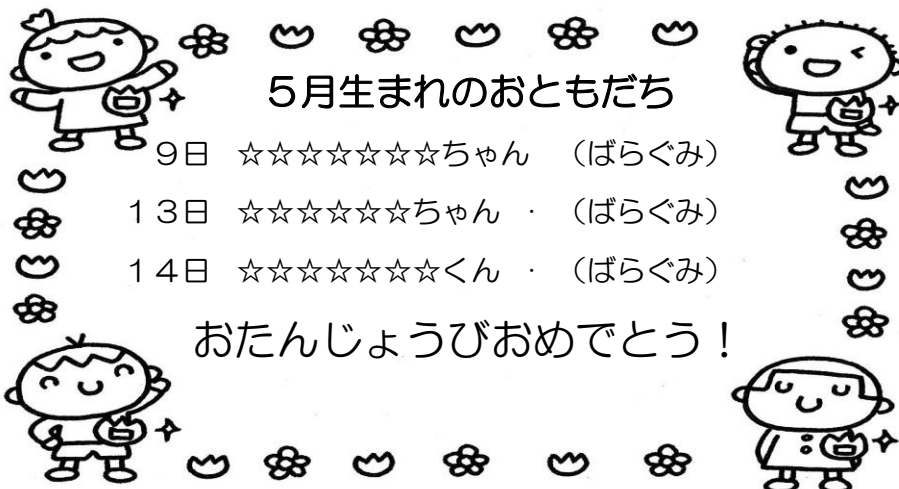 ５月生まれのおともだち
９日 ☆☆☆☆☆☆☆ちゃん （ばらぐみ）
１３日 ☆☆☆☆☆☆ちゃん ・ （ばらぐみ）
１４日 ☆☆☆☆☆☆☆くん ・ （ばらぐみ）
おたんじょうびおめでとう！